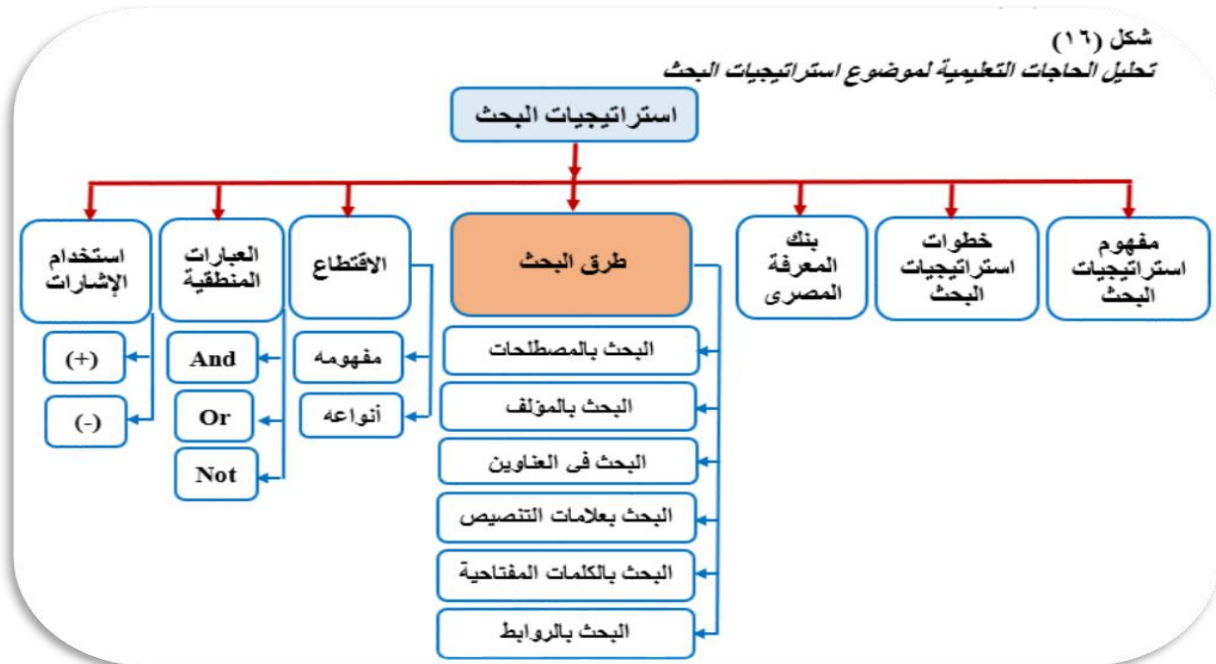 شكل (١٦)
تحليل الحاجات التعليمية لموضوع استراتيجيات البحث
استراتيجيات البحث
مفهوم
استراتيجيات
البحث
خطوات
استراتيجيات
البحث
بنك
المعرفة
المصرى
طرق البحث
البحث بالمصطلحات
البحث بالمؤلف
البحث فى العناوين
البحث بعلامات التنصيص
البحث بالكلمات المفتاحية
البحث بالروابط
الاقتطاع
مفهومه
أنواعه
العبارات
المنطقية
And
Or
Not
استخدام
الإشارات
(+)
(-)